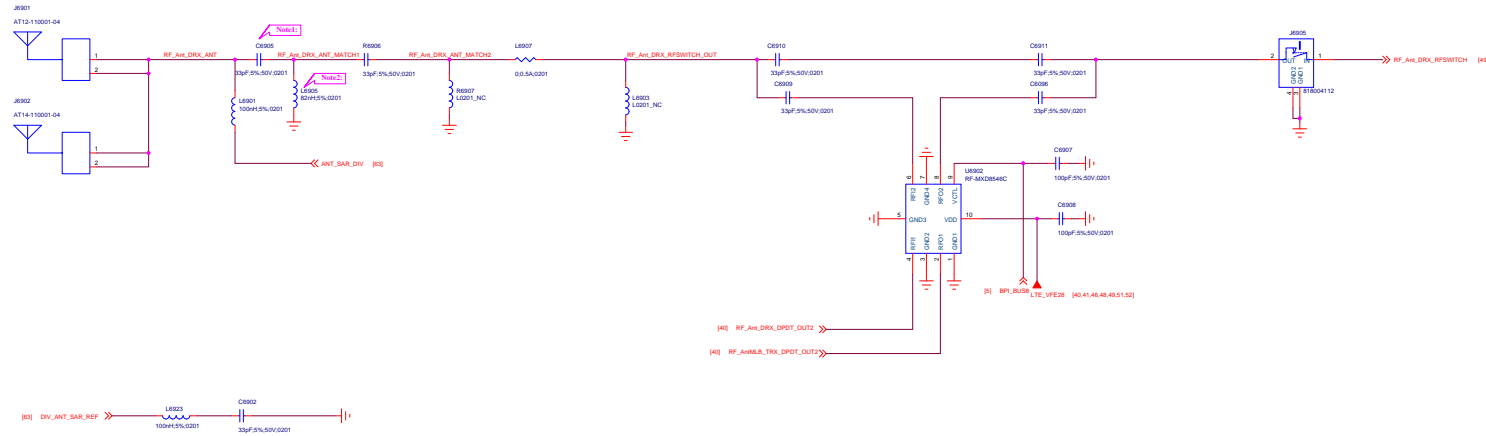 J6901
AT12-110001-04
1
2
J6902
AT14-110001-04
1
2
RF_Ant_DRX_ANT
Note1:
C6905
33pF;5%;50V;0201
RF_Ant_DRX_ANT_MATCH1
R6906
33pF;5%;50V;0201
RF_Ant_DRX_ANT_MATCH2
L6907
0;0.5A;0201
RF_Ant_DRX_RFSWITCH_OUT
C6910
33pF;5%;50V;0201
C6911
33pF;5%;50V;0201
J6905
2
OUT
IN
1
GND2
GND1
4
3
818004112
RF_Ant_DRX_RFSWITCH
[49
Note2:
L6905
82nH;5%;0201
L6901
100nH;5%;0201
R6907
L0201_NC
L6903
L0201_NC
C6909
33pF;5%;50V;0201
C6096
33pF;5%;50V;0201
ANT_SAR_DIV [63]
U6902
RF-MXD8546C
6
7
8
9
RFI2
GND4
RFO2
VCTL
5
GND3
VDD
10
RFI1
GND2
RFO1
GND1
4
3
2
1
C6907
100pF;5%;50V;0201
C6908
100pF;5%;50V;0201
[5] BPI_BUS8
LTE_VFE28 [40,41,46,48,49,51,52]
[40] RF_Ant_DRX_DPDT_OUT2
[40] RF_AntMLB_TRX_DPDT_OUT2
[63] DIV_ANT_SAR_REF
L6923
100nH;5%;0201
C6902
33pF;5%;50V;0201